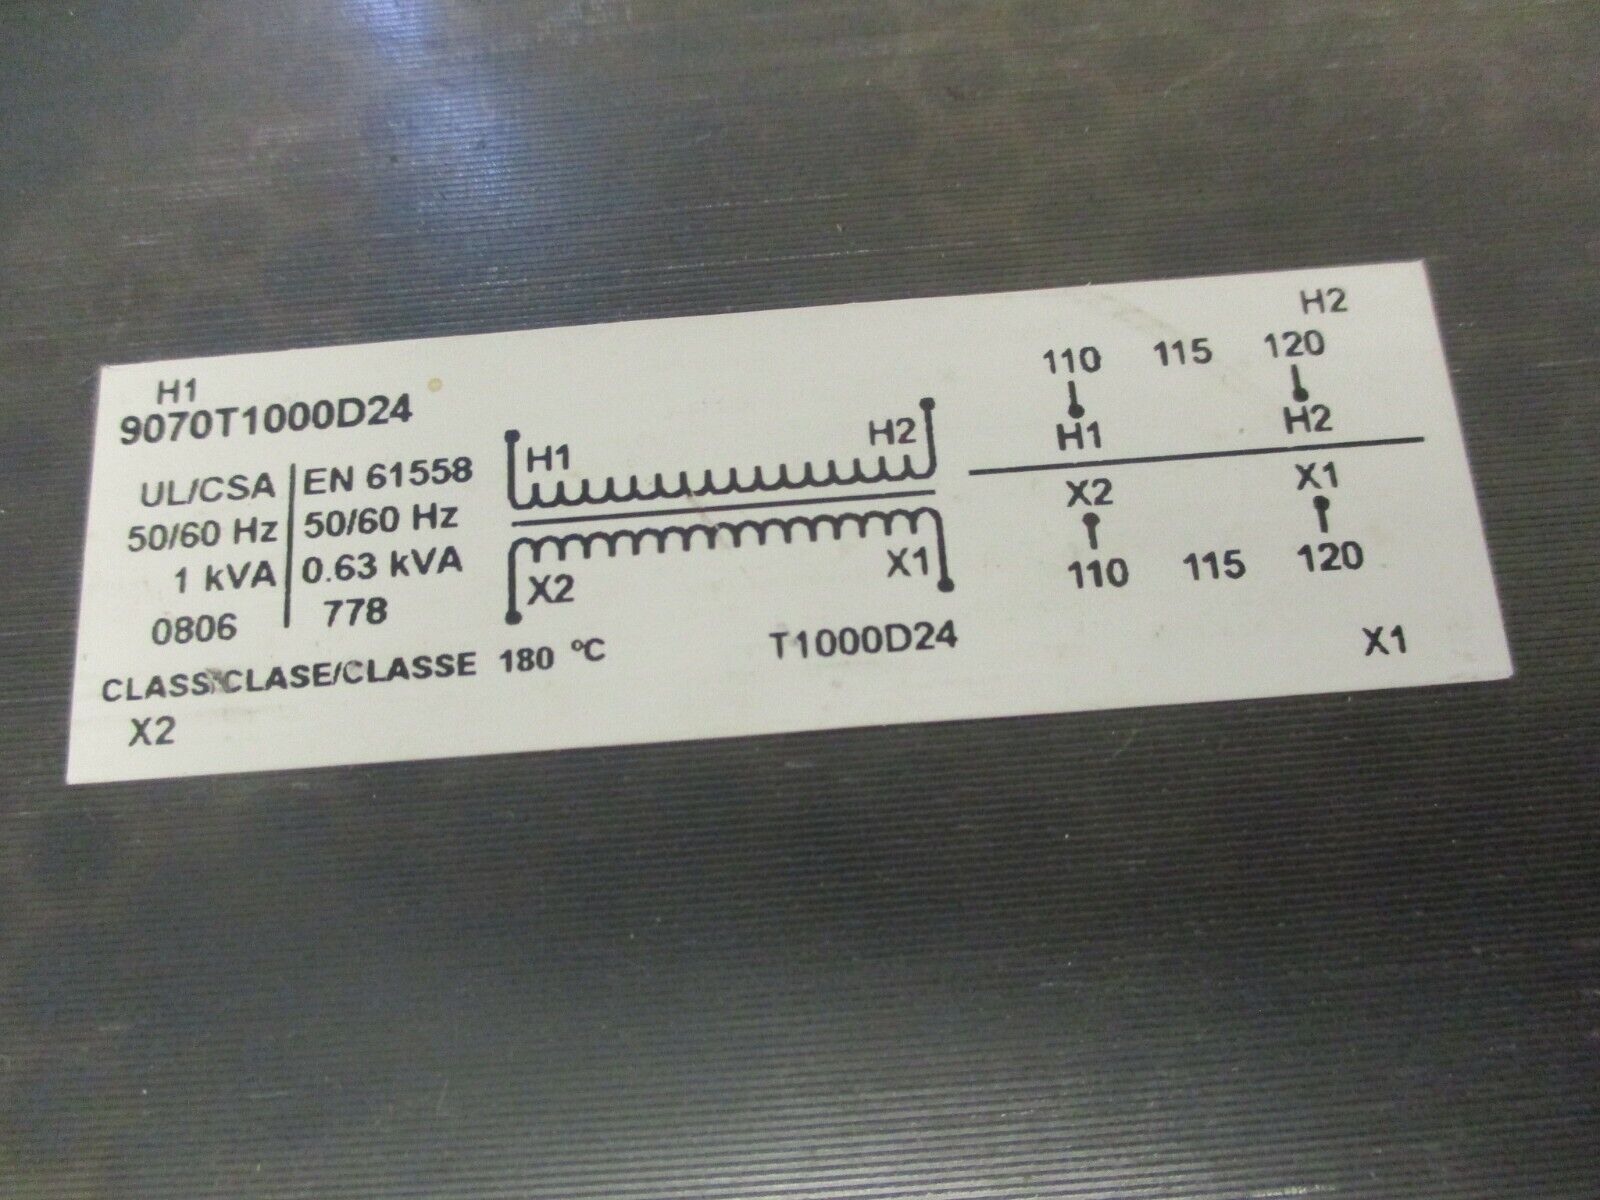 H1
9070T1000D24
UL/CSA EN 61558
50/60 Hz 50/60 Hz
1 kVA 0.63 kVA
0806 778
CLASS/CLASE/CLASSE 180 °C
X2
H1 H2
X2 X1
T1000D24
H2
110 115 120
H1 H2
X2 X1
110 115 120
X1